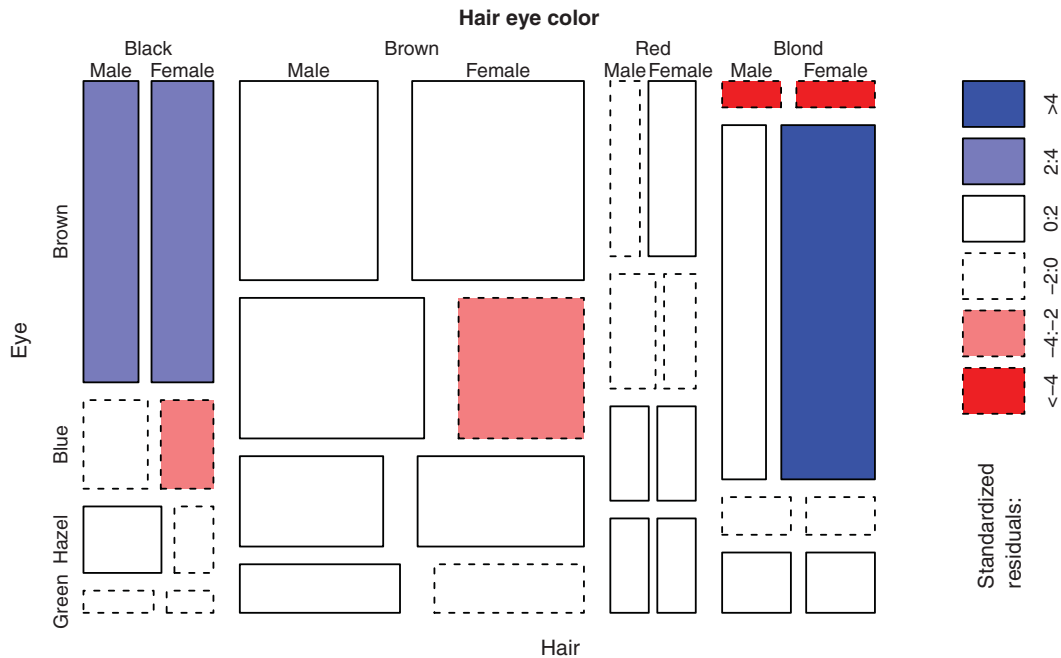 Hair eye color
Black Brown Red Blond
Male Female Male Female Male Female Male Female
Brown
Blue
Hazel
Green
Eye
Hair
>4
2:4
0:2
−2:0
−4:−2
<−4
Standardized
residuals: